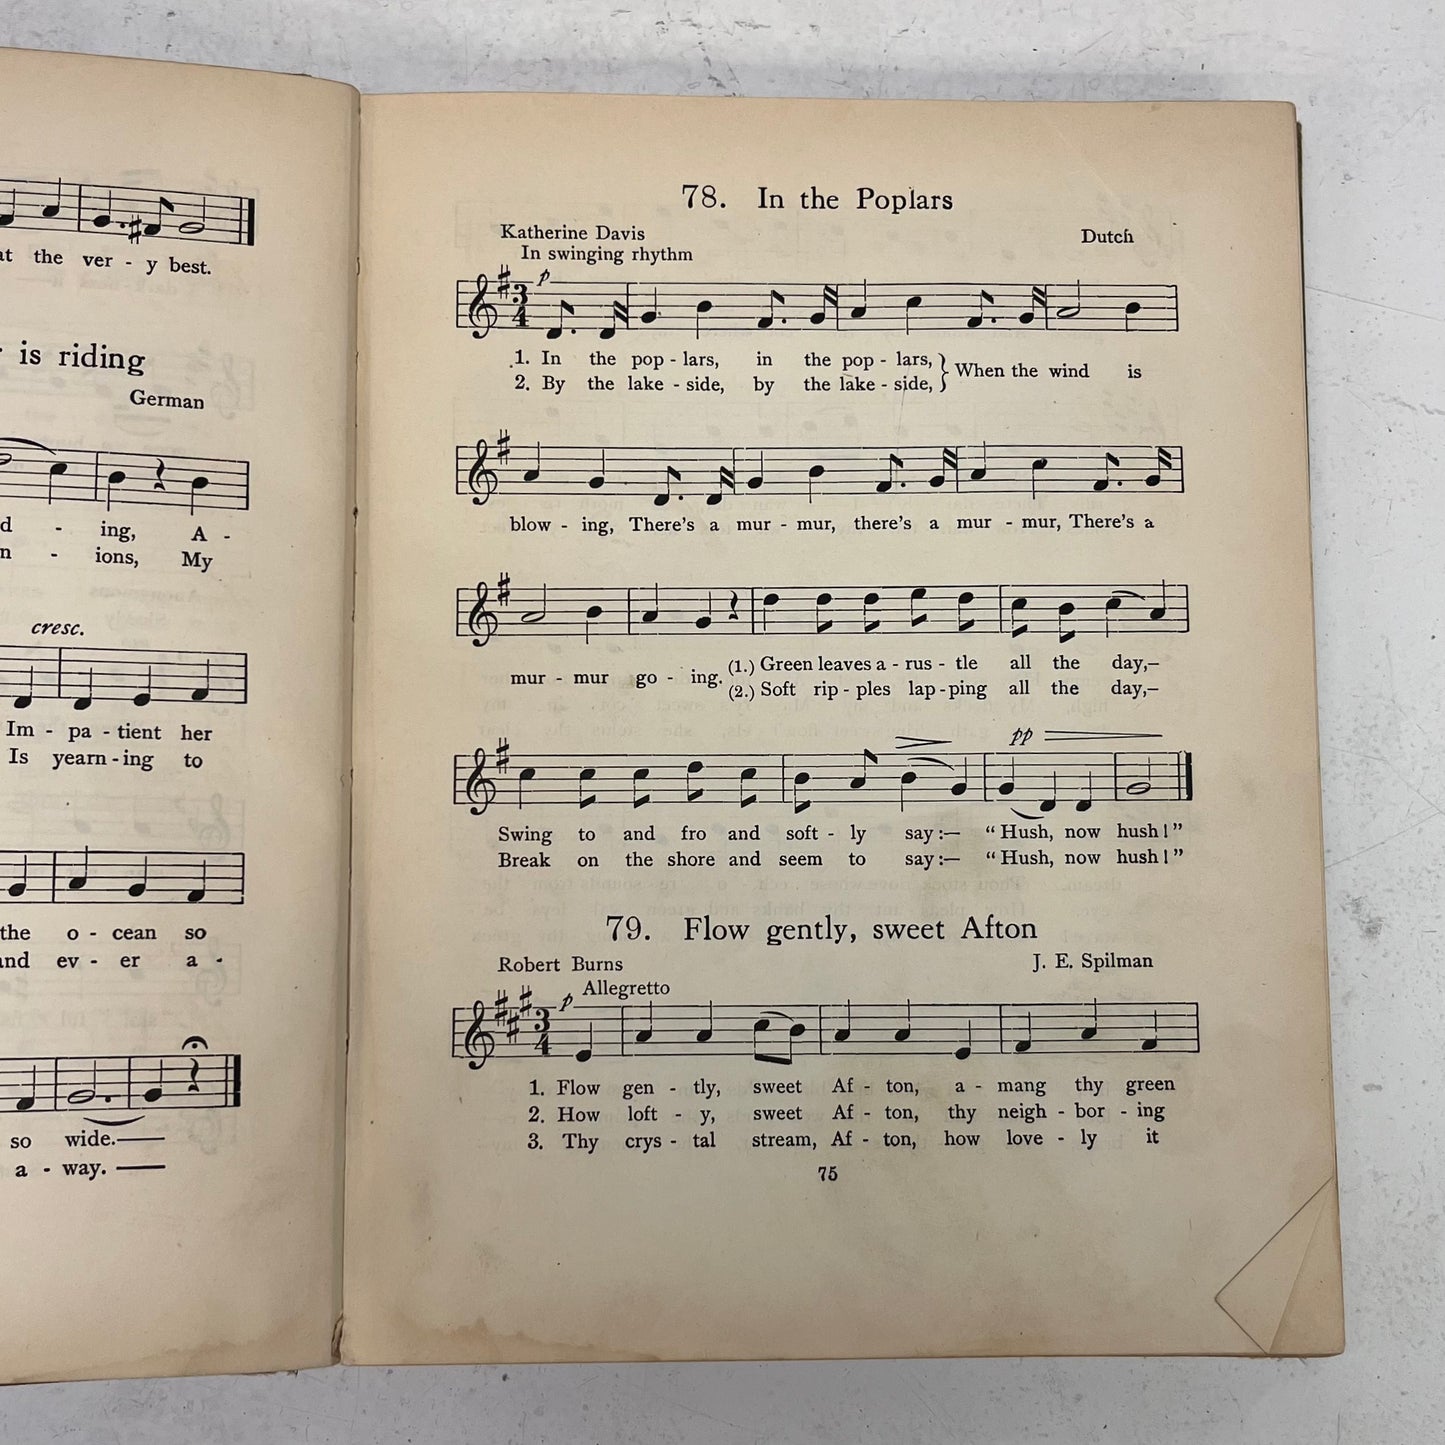 at the ver - y best.
is riding
German
ing, A -
ions, My
cresc.
Im - pa - tient her
Is yearn - ing to
the o - cean so
and ev - er a -
so wide.
a - way.
78. In the Poplars
Katherine Davis
Dutch
In swinging rhythm
p
3
4
1. In the pop - lars, in the pop - lars, When the wind is
2. By the lake - side, by the lake - side,
blow - ing, There's a mur - mur, there's a mur - mur, There's a
mur - mur go - ing. (1.) Green leaves a - rus - tle all the day,—
(2.) Soft rip - ples lap - ping all the day,—
pp
Swing to and fro and soft - ly say:— "Hush, now hush!"
Break on the shore and seem to say:— "Hush, now hush!"
79. Flow gently, sweet Afton
Robert Burns
J. E. Spilman
p Allegretto
3
4
1. Flow gen - tly, sweet Af - ton, a - mang thy green
2. How loft - y, sweet Af - ton, thy neigh - bor - ing
3. Thy crys - tal stream, Af - ton, how love - ly it
75